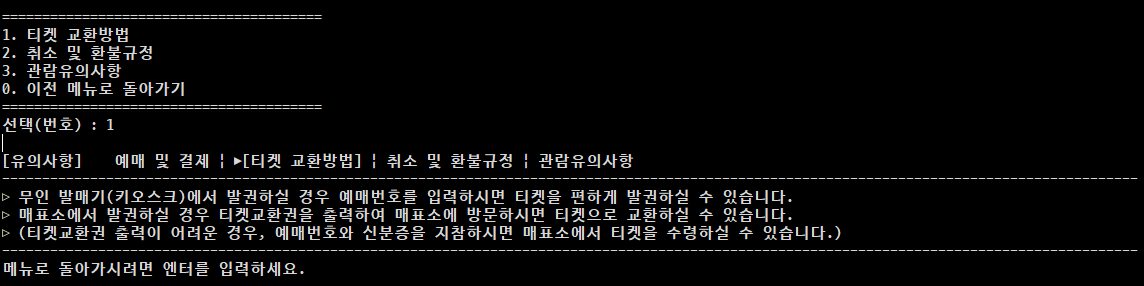 ========================================
1. 티켓 교환방법
2. 취소 및 환불규정
3. 관람유의사항
0. 이전 메뉴로 돌아가기
========================================
선택(번호) : 1
[유의사항]    예매 및 결제 ¦ ▶[티켓 교환방법] ¦ 취소 및 환불규정 ¦ 관람유의사항
----------------------------------------------------------------------------------------------------------------------------------------------
▷ 무인 발매기(키오스크)에서 발권하실 경우 예매번호를 입력하시면 티켓을 편하게 발권하실 수 있습니다.
▷ 매표소에서 발권하실 경우 티켓교환권을 출력하여 매표소에 방문하시면 티켓으로 교환하실 수 있습니다.
▷ (티켓교환권 출력이 어려운 경우, 예매번호와 신분증을 지참하시면 매표소에서 티켓을 수령하실 수 있습니다.)
----------------------------------------------------------------------------------------------------------------------------------------------
메뉴로 돌아가시려면 엔터를 입력하세요.